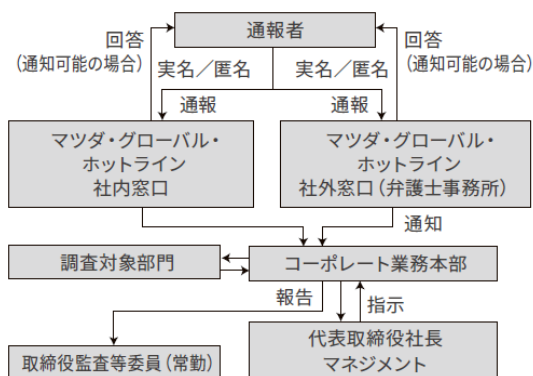 通報者
回答
(通知可能の場合)
回答
(通知可能の場合)
実名／匿名
実名／匿名
通報
通報
マツダ・グローバル・
ホットライン
社内窓口
マツダ・グローバル・
ホットライン
社外窓口(弁護士事務所)
通知
調査対象部門
コーポレート業務本部
報告
指示
取締役監査等委員(常勤)
代表取締役社長
マネジメント